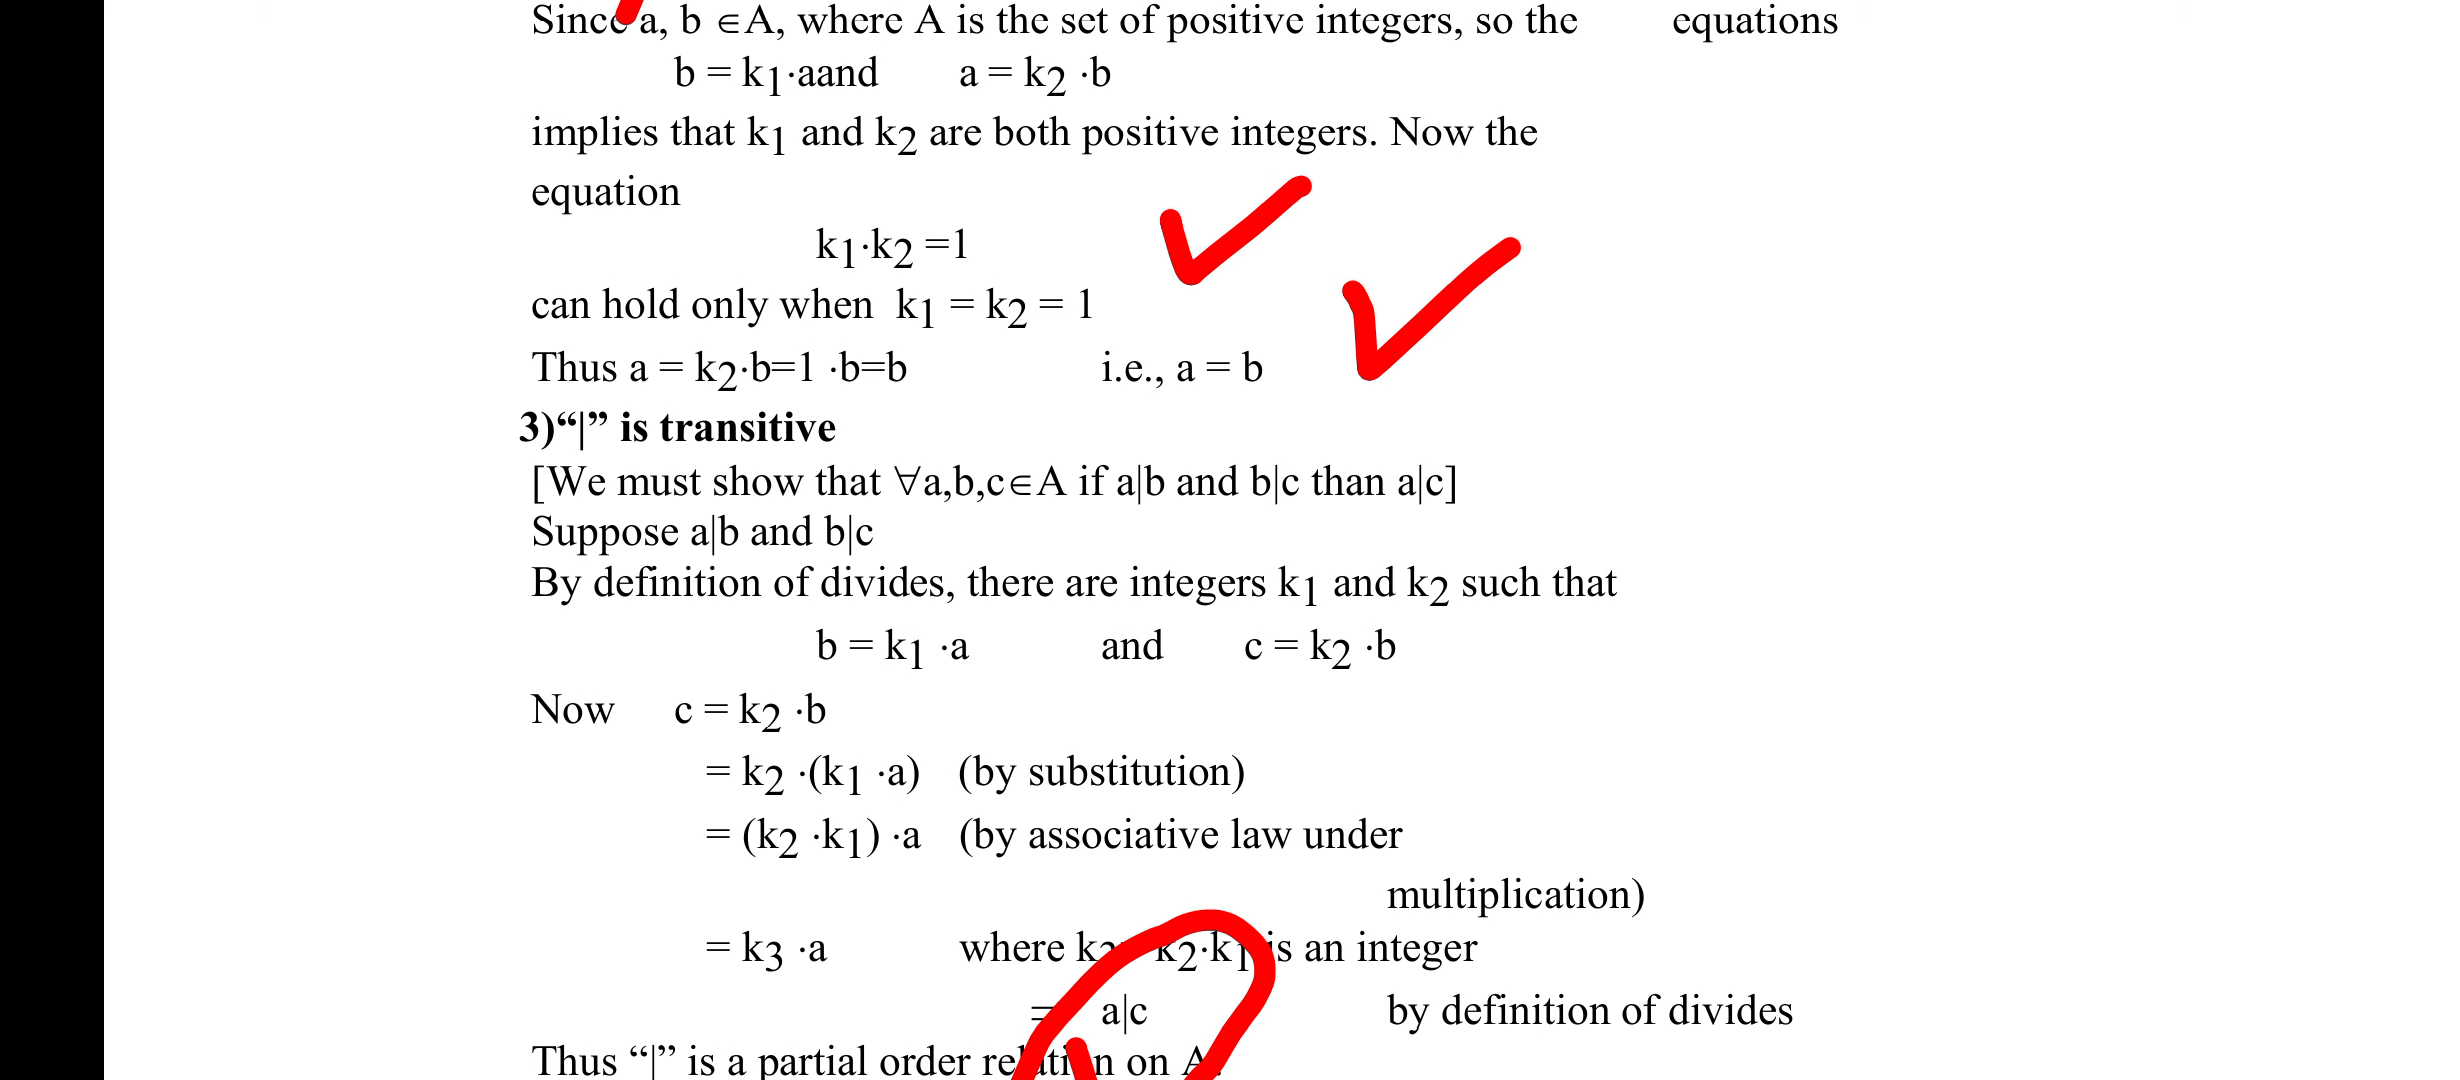 Since a, b ∈A, where A is the set of positive integers, so the equations
b = k1·aand a = k2 ·b
implies that k1 and k2 are both positive integers. Now the
equation
k1·k2 =1
can hold only when k1 = k2 = 1
Thus a = k2·b=1 ·b=b i.e., a = b
3)“|” is transitive
[We must show that ∀a,b,c∈A if a|b and b|c than a|c]
Suppose a|b and b|c
By definition of divides, there are integers k1 and k2 such that
b = k1 ·a and c = k2 ·b
Now c = k2 ·b
= k2 ·(k1 ·a) (by substitution)
= (k2 ·k1) ·a (by associative law under
multiplication)
= k3 ·a where k2·k1 is an integer
a|c by definition of divides
Thus “|” is a partial order relation on A.